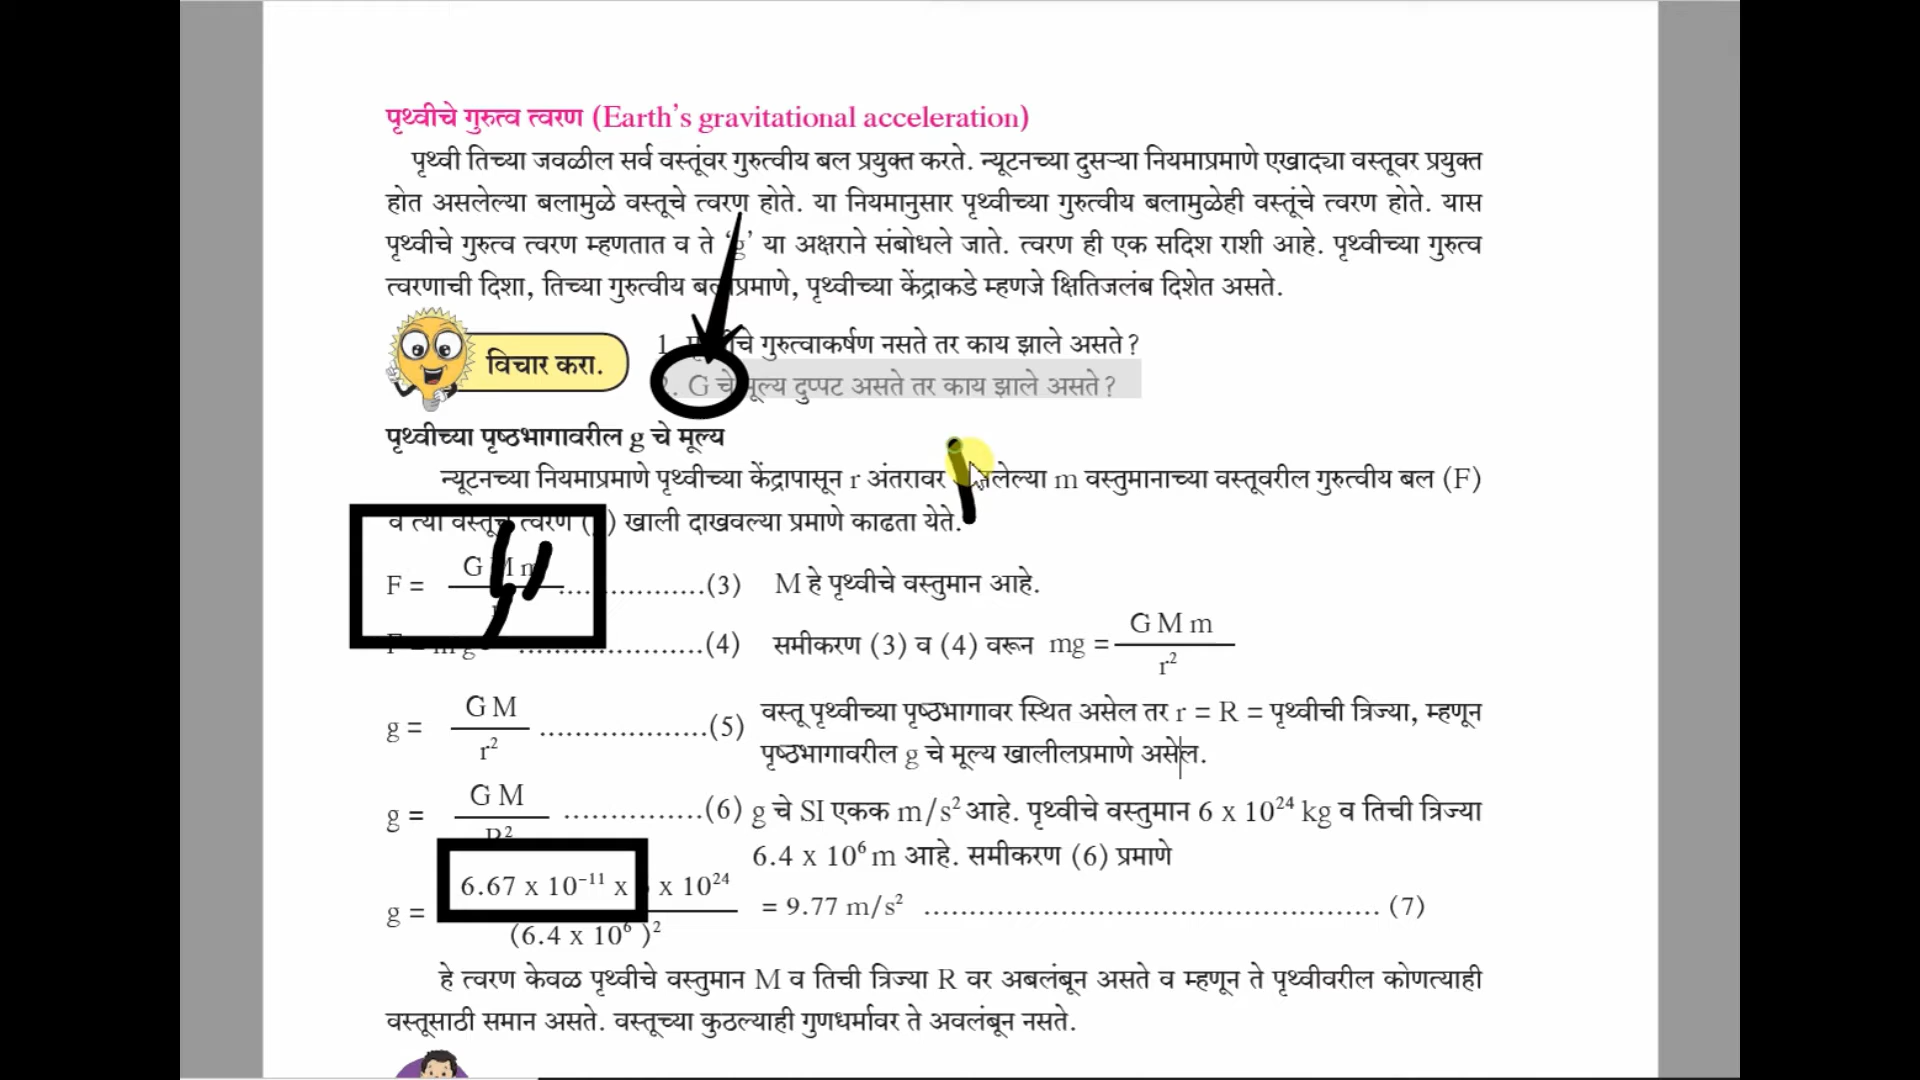 पृथ्वीचे गुरुत्व त्वरण (Earth's gravitational acceleration)
पृथ्वी तिच्या जवळील सर्व वस्तूंवर गुरुत्वीय बल प्रयुक्त करते. न्यूटनच्या दुसऱ्या नियमाप्रमाणे एखाद्या वस्तूवर प्रयुक्त
होत असलेल्या बलामुळे वस्तूचे त्वरण होते. या नियमानुसार पृथ्वीच्या गुरुत्वीय बलामुळेही वस्तूंचे त्वरण होते. यास
पृथ्वीचे गुरुत्व त्वरण म्हणतात व ते 'g' या अक्षराने संबोधले जाते. त्वरण ही एक सदिश राशी आहे. पृथ्वीच्या गुरुत्व
त्वरणाची दिशा, तिच्या गुरुत्वीय बलाप्रमाणे, पृथ्वीच्या केंद्राकडे म्हणजे क्षितिजलंब दिशेत असते.
विचार करा.
1. गुरुत्वाकर्षण नसते तर काय झाले असते?
G चे मूल्य दुप्पट असते तर काय झाले असते?
पृथ्वीच्या पृष्ठभागावरील g चे मूल्य
न्यूटनच्या नियमाप्रमाणे पृथ्वीच्या केंद्रापासून r अंतरावर m वस्तुमानाच्या वस्तूवरील गुरुत्वीय बल (F)
व त्या वस्तूचे त्वरण खाली दाखवल्या प्रमाणे काढता येते.
F = G M m ................(3) M हे पृथ्वीचे वस्तुमान आहे.
F = m g ....................(4) समीकरण (3) व (4) वरून mg = G M m / r²
g = G M / r² ..................(5) वस्तू पृथ्वीच्या पृष्ठभागावर स्थित असेल तर r = R = पृथ्वीची त्रिज्या, म्हणून
पृष्ठभागावरील g चे मूल्य खालीलप्रमाणे असेल.
g = G M / R² ...............(6) g चे SI एकक m/s² आहे. पृथ्वीचे वस्तुमान 6 x 10²⁴ kg व तिची त्रिज्या
6.4 x 10⁶ m आहे. समीकरण (6) प्रमाणे
g = 6.67 x 10⁻¹¹ x x 10²⁴ / (6.4 x 10⁶ )² = 9.77 m/s² ................................................ (7)
हे त्वरण केवळ पृथ्वीचे वस्तुमान M व तिची त्रिज्या R वर अबलंबून असते व म्हणून ते पृथ्वीवरील कोणत्याही
वस्तूसाठी समान असते. वस्तूच्या कुठल्याही गुणधर्मावर ते अवलंबून नसते.